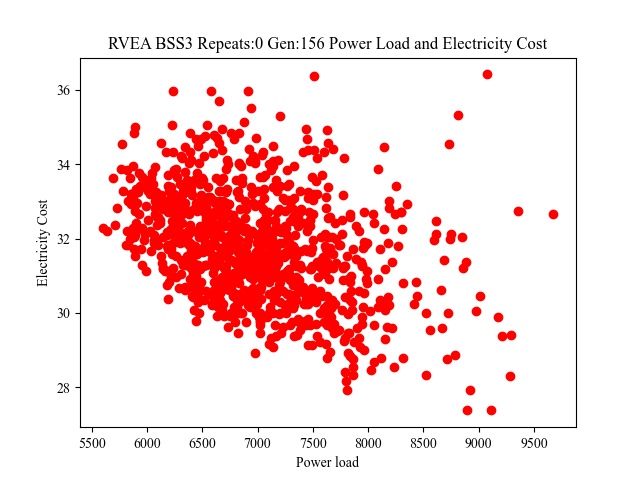 RVEA BSS3 Repeats:0 Gen:156 Power Load and Electricity Cost
36
34
32
30
28
Electricity Cost
5500 6000 6500 7000 7500 8000 8500 9000 9500
Power load